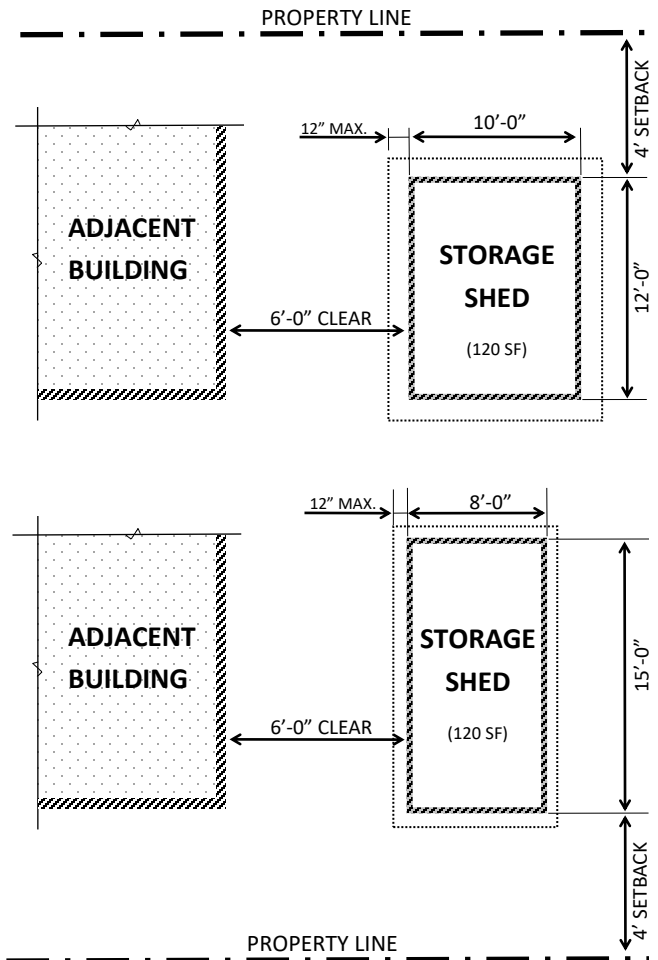 PROPERTY LINE
4’ SETBACK
12” MAX.
10’-0”
ADJACENT
BUILDING
STORAGE
SHED
(120 SF)
12’-0”
6’-0” CLEAR
12” MAX.
8’-0”
ADJACENT
BUILDING
STORAGE
SHED
(120 SF)
15’-0”
6’-0” CLEAR
4’ SETBACK
PROPERTY LINE